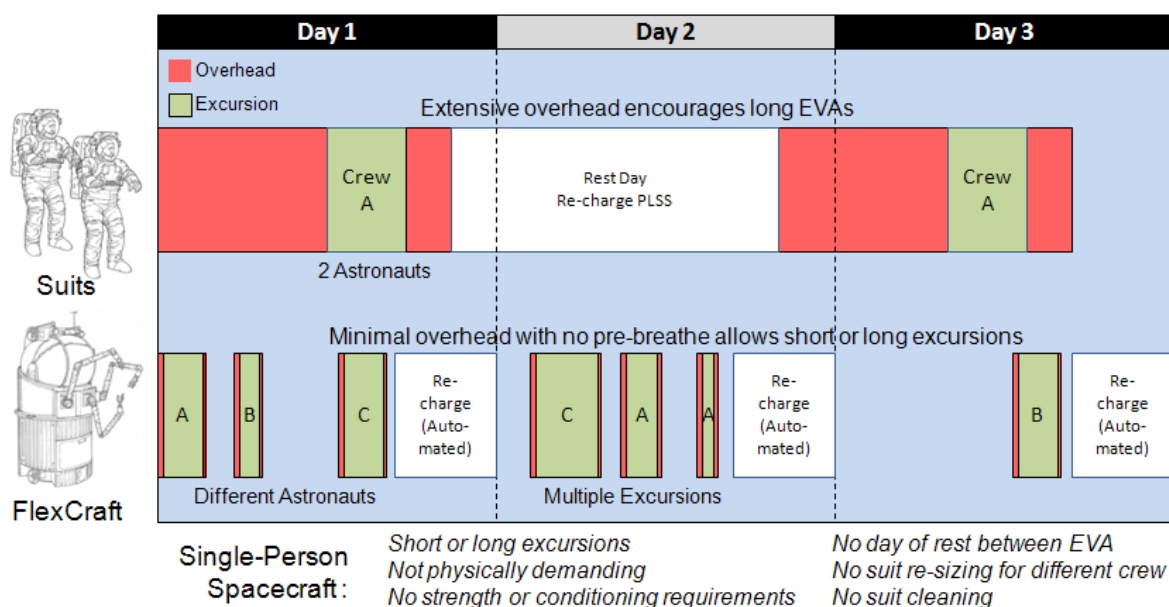 Day 1
Day 2
Day 3
Overhead
Excursion
Extensive overhead encourages long EVAs
Crew
A
Rest Day
Re-charge PLSS
Crew
A
2 Astronauts
Suits
Minimal overhead with no pre-breathe allows short or long excursions
A
B
C
Re-
charge
(Auto-
mated)
C
A
A
Re-
charge
(Auto-
mated)
B
Re-
charge
(Auto-
mated)
Different Astronauts
Multiple Excursions
FlexCraft
Single-Person
Spacecraft :
Short or long excursions
Not physically demanding
No strength or conditioning requirements
No day of rest between EVA
No suit re-sizing for different crew
No suit cleaning